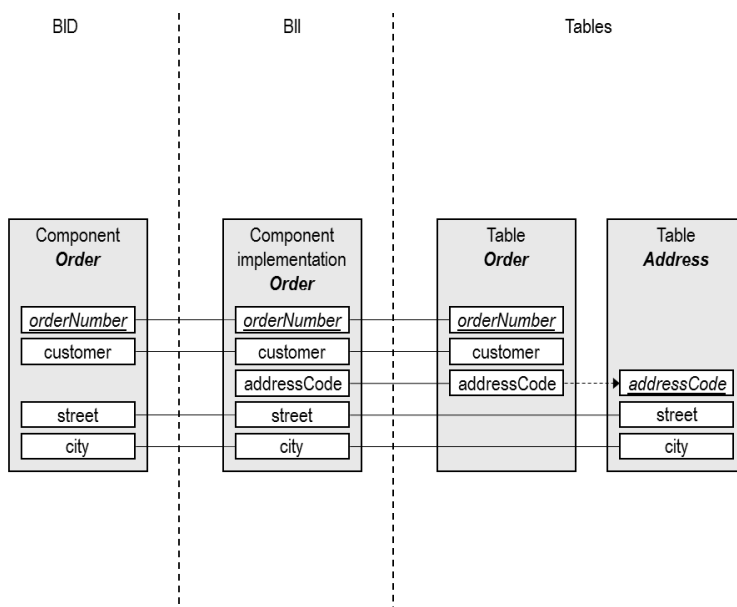 BID
BII
Tables
Component
Order
orderNumber
customer
street
city
Component
implementation
Order
orderNumber
customer
addressCode
street
city
Table
Order
orderNumber
customer
addressCode
Table
Address
addressCode
street
city